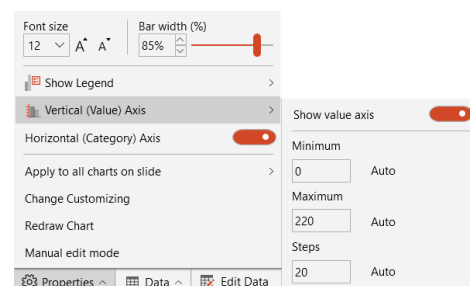 Font size
Bar width (%)
12
A
A
85%
Show Legend
Vertical (Value) Axis
Horizontal (Category) Axis
Apply to all charts on slide
Change Customizing
Redraw Chart
Manual edit mode
Properties
Data
Edit Data
Show value axis
Minimum
0 Auto
Maximum
220 Auto
Steps
20 Auto